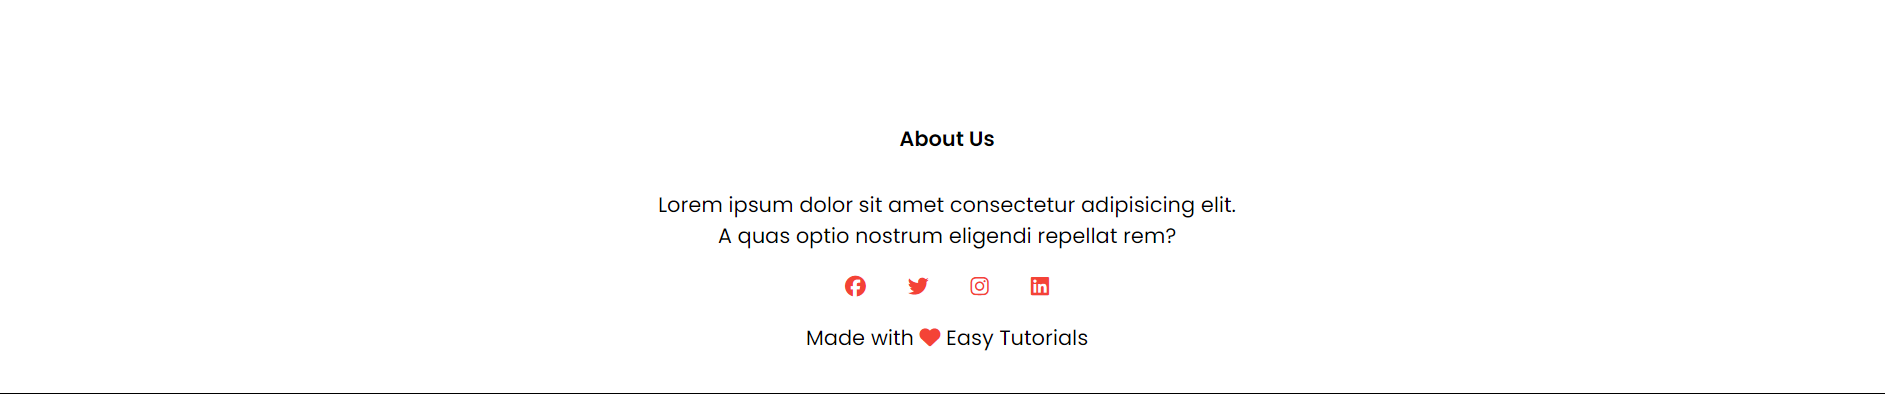 About Us
Lorem ipsum dolor sit amet consectetur adipisicing elit.
A quas optio nostrum eligendi repellat rem?
Made with ❤ Easy Tutorials